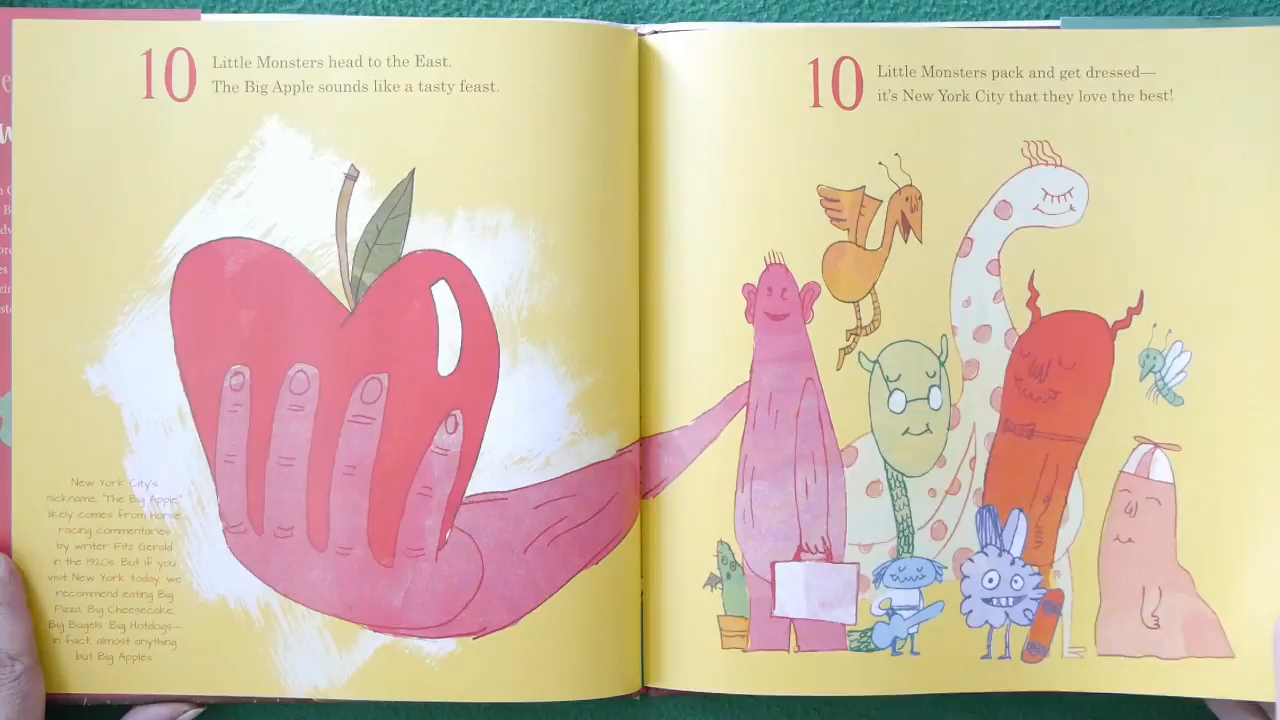 10 Little Monsters head to the East.
The Big Apple sounds like a tasty feast.
New York City's
nickname, "The Big Apple,"
likely comes from horse
racing commentaries
by writer Fitz Gerald
in the 1920s. But if you
visit New York today, we
recommend eating Big
Pizza, Big Cheesecake,
Big Bagels, Big Hotdogs—
in fact, almost anything
but Big Apples.
10 Little Monsters pack and get dressed—
it's New York City that they love the best!